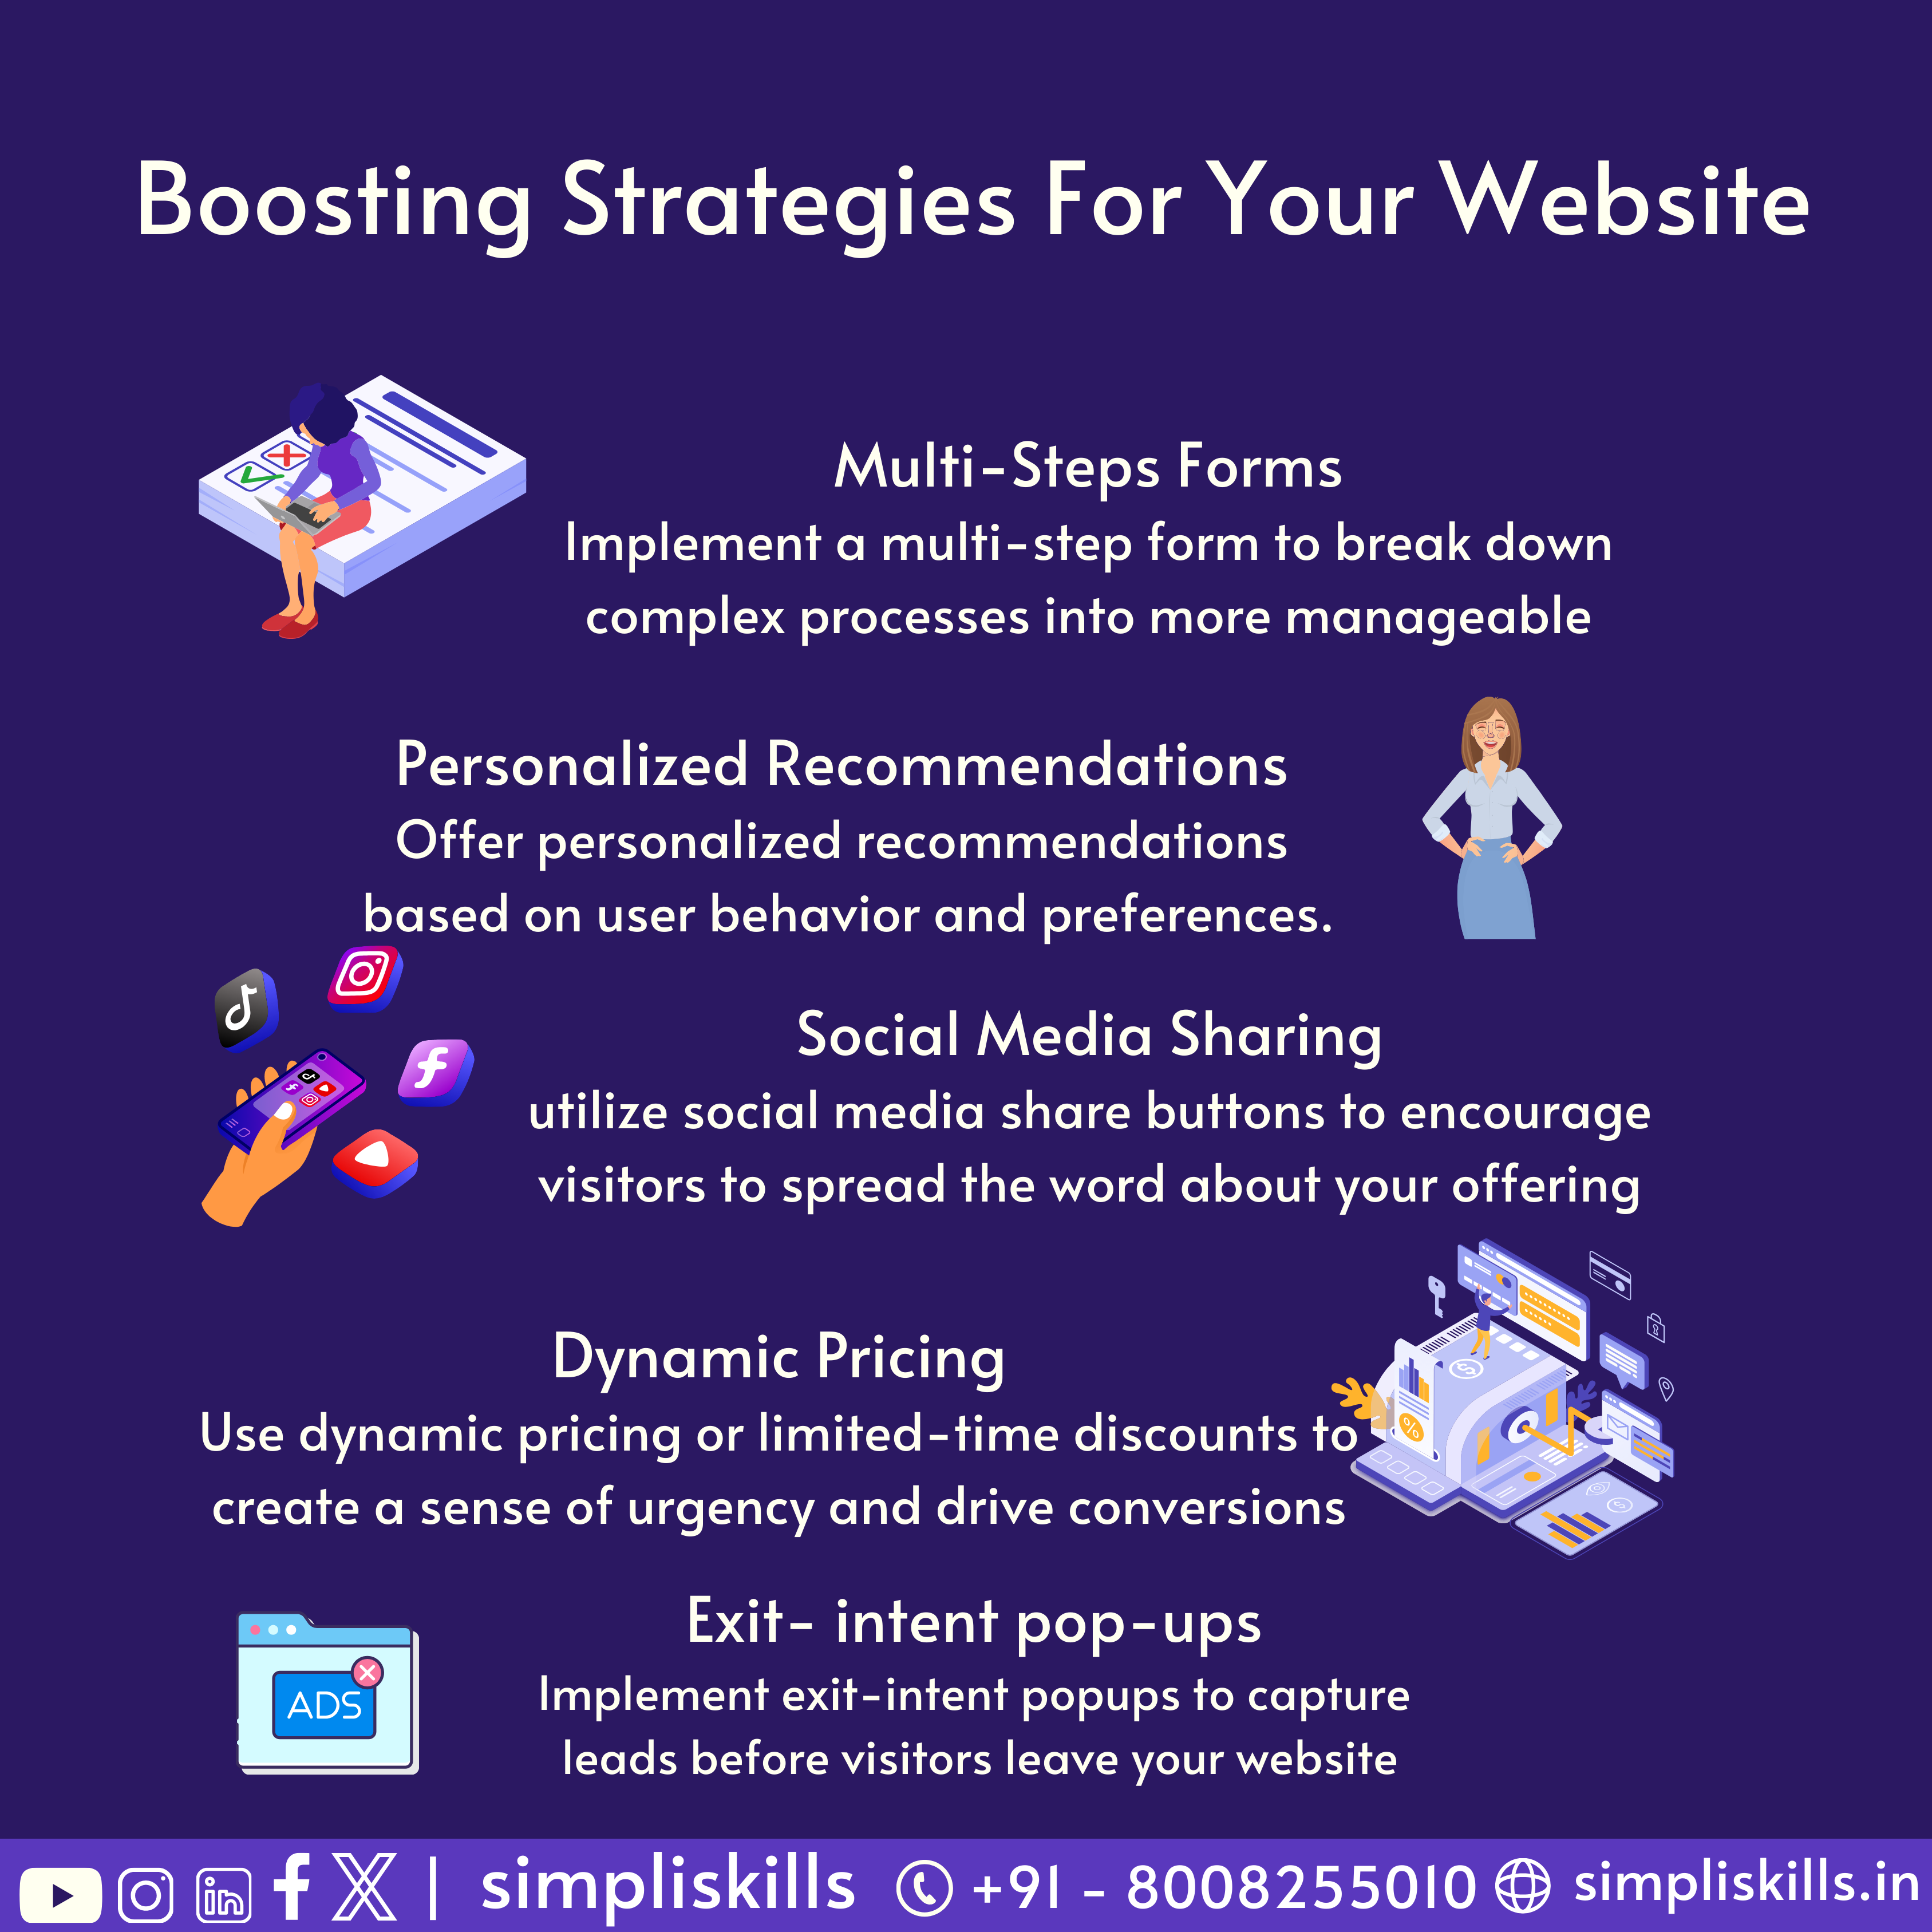 Boosting Strategies For Your Website
Multi-Steps Forms
Implement a multi-step form to break down
complex processes into more manageable
Personalized Recommendations
Offer personalized recommendations
based on user behavior and preferences.
Social Media Sharing
utilize social media share buttons to encourage
visitors to spread the word about your offering
Dynamic Pricing
Use dynamic pricing or limited-time discounts to
create a sense of urgency and drive conversions
Exit- intent pop-ups
Implement exit-intent popups to capture
leads before visitors leave your website
ADS
| simpliskills +91 - 8008255010 simpliskills.in